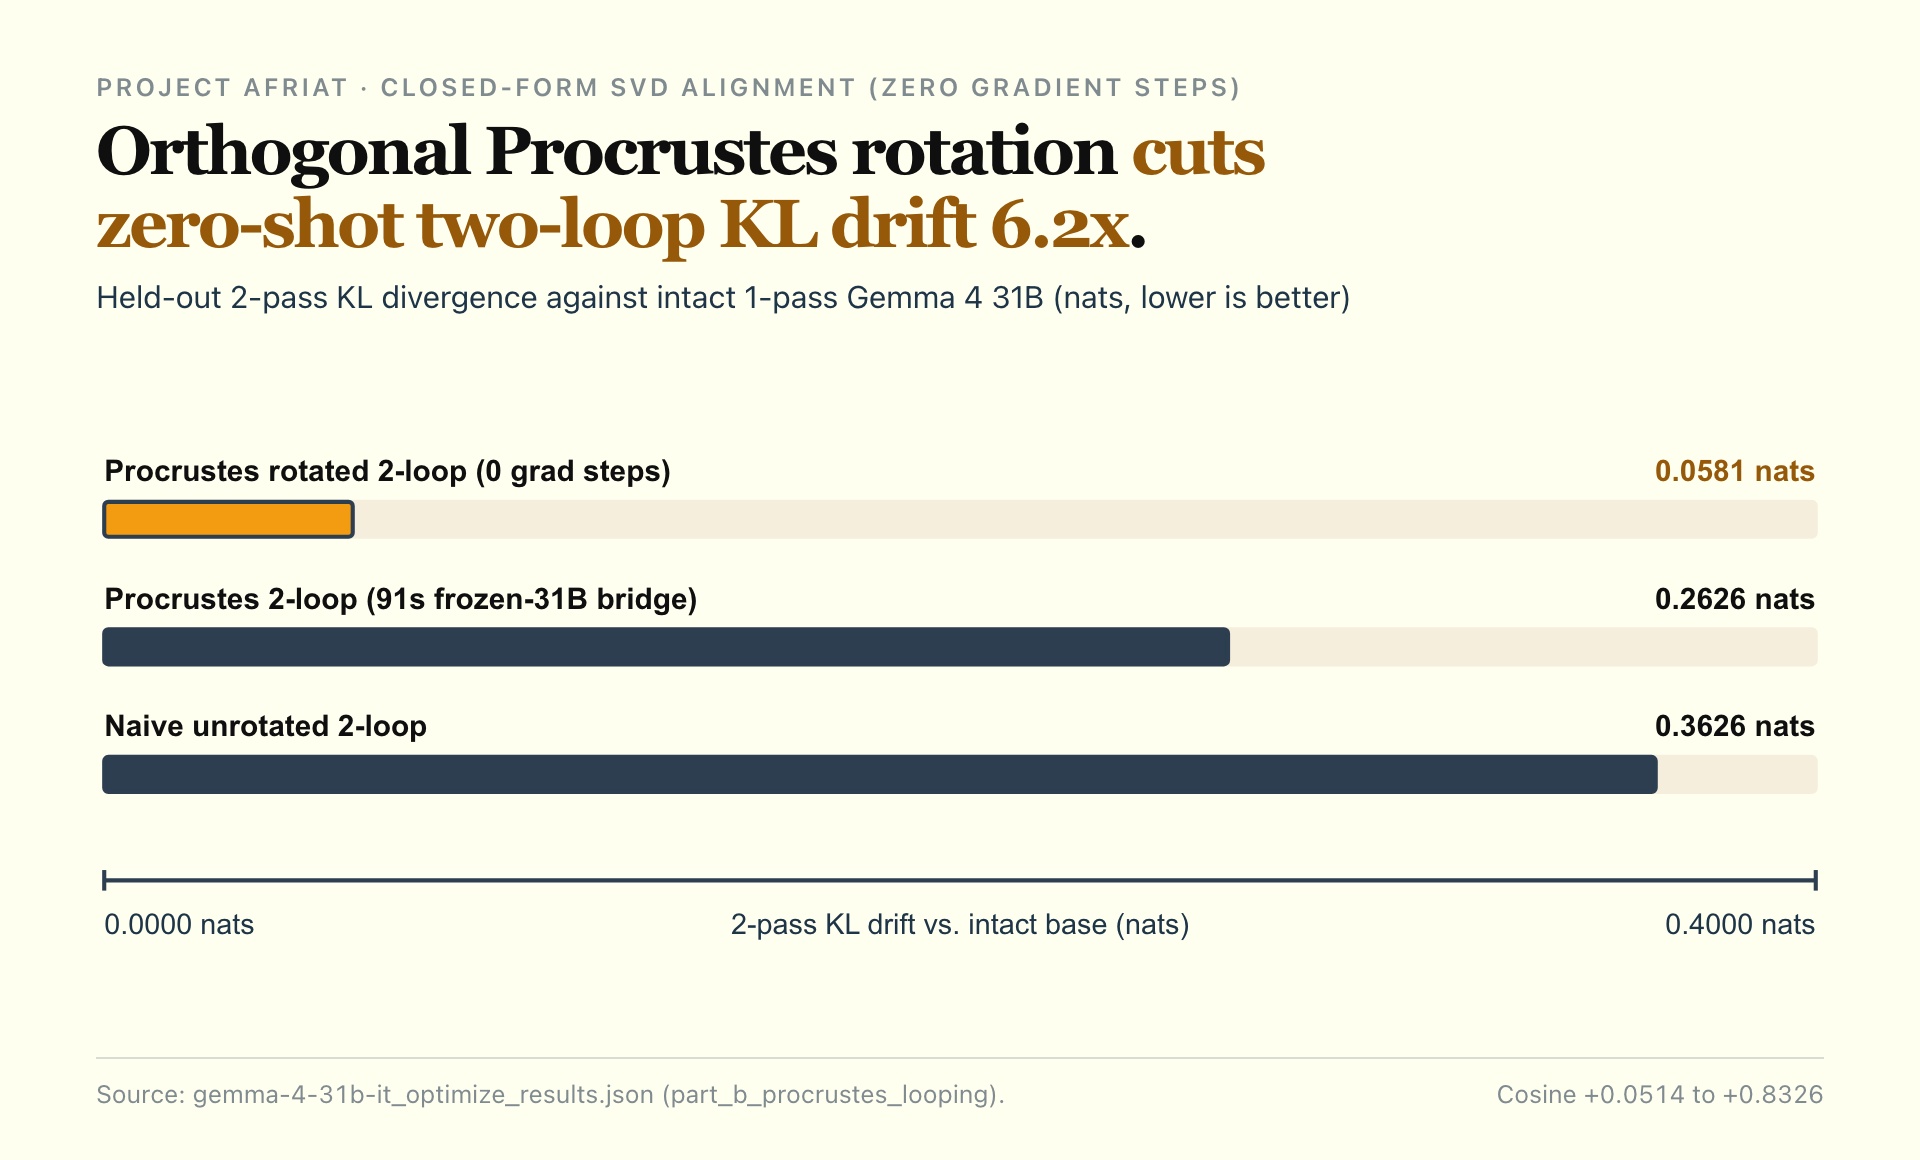 PROJECT AFRIAT · CLOSED-FORM SVD ALIGNMENT (ZERO GRADIENT STEPS)
Orthogonal Procrustes rotation cuts
zero-shot two-loop KL drift 6.2x.
Held-out 2-pass KL divergence against intact 1-pass Gemma 4 31B (nats, lower is better)
Procrustes rotated 2-loop (0 grad steps) 0.0581 nats
Procrustes 2-loop (91s frozen-31B bridge) 0.2626 nats
Naive unrotated 2-loop 0.3626 nats
0.0000 nats 2-pass KL drift vs. intact base (nats) 0.4000 nats
Source: gemma-4-31b-it_optimize_results.json (part_b_procrustes_looping). Cosine +0.0514 to +0.8326